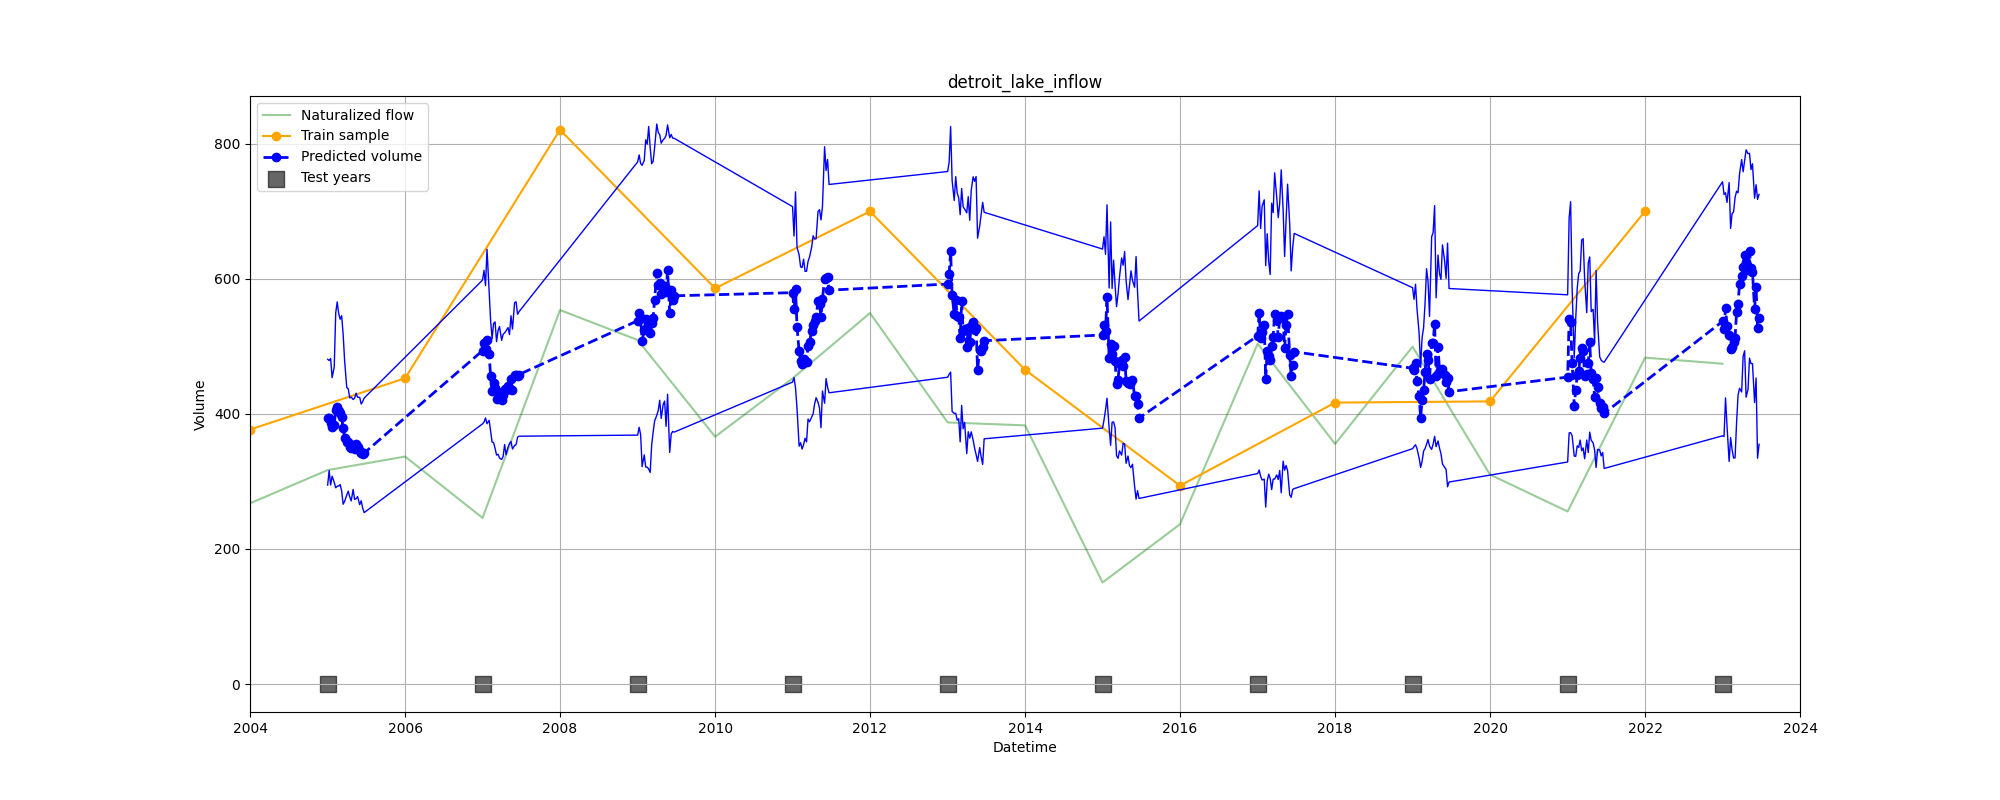 detroit_lake_inflow
Naturalized flow
Train sample
Predicted volume
Test years
800
600
400
200
0
Volume
2004 2006 2008 2010 2012 2014 2016 2018 2020 2022 2024
Datetime